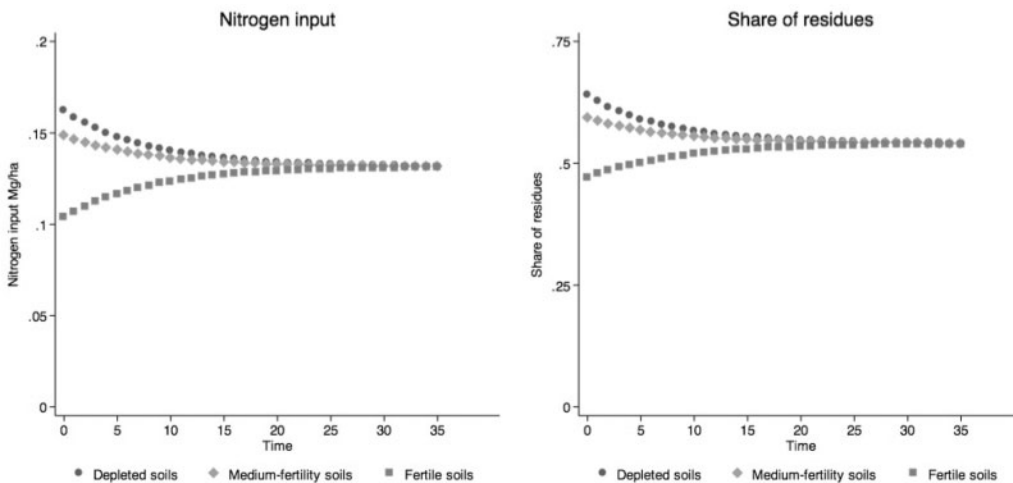 Nitrogen input
.2
.15
.1
.05
0
Nitrogen input Mg/ha
0 5 10 15 20 25 30 35
Time
Depleted soils Medium-fertility soils Fertile soils
Share of residues
.75
.5
.25
0
Share of residues
0 5 10 15 20 25 30 35
Time
Depleted soils Medium-fertility soils Fertile soils